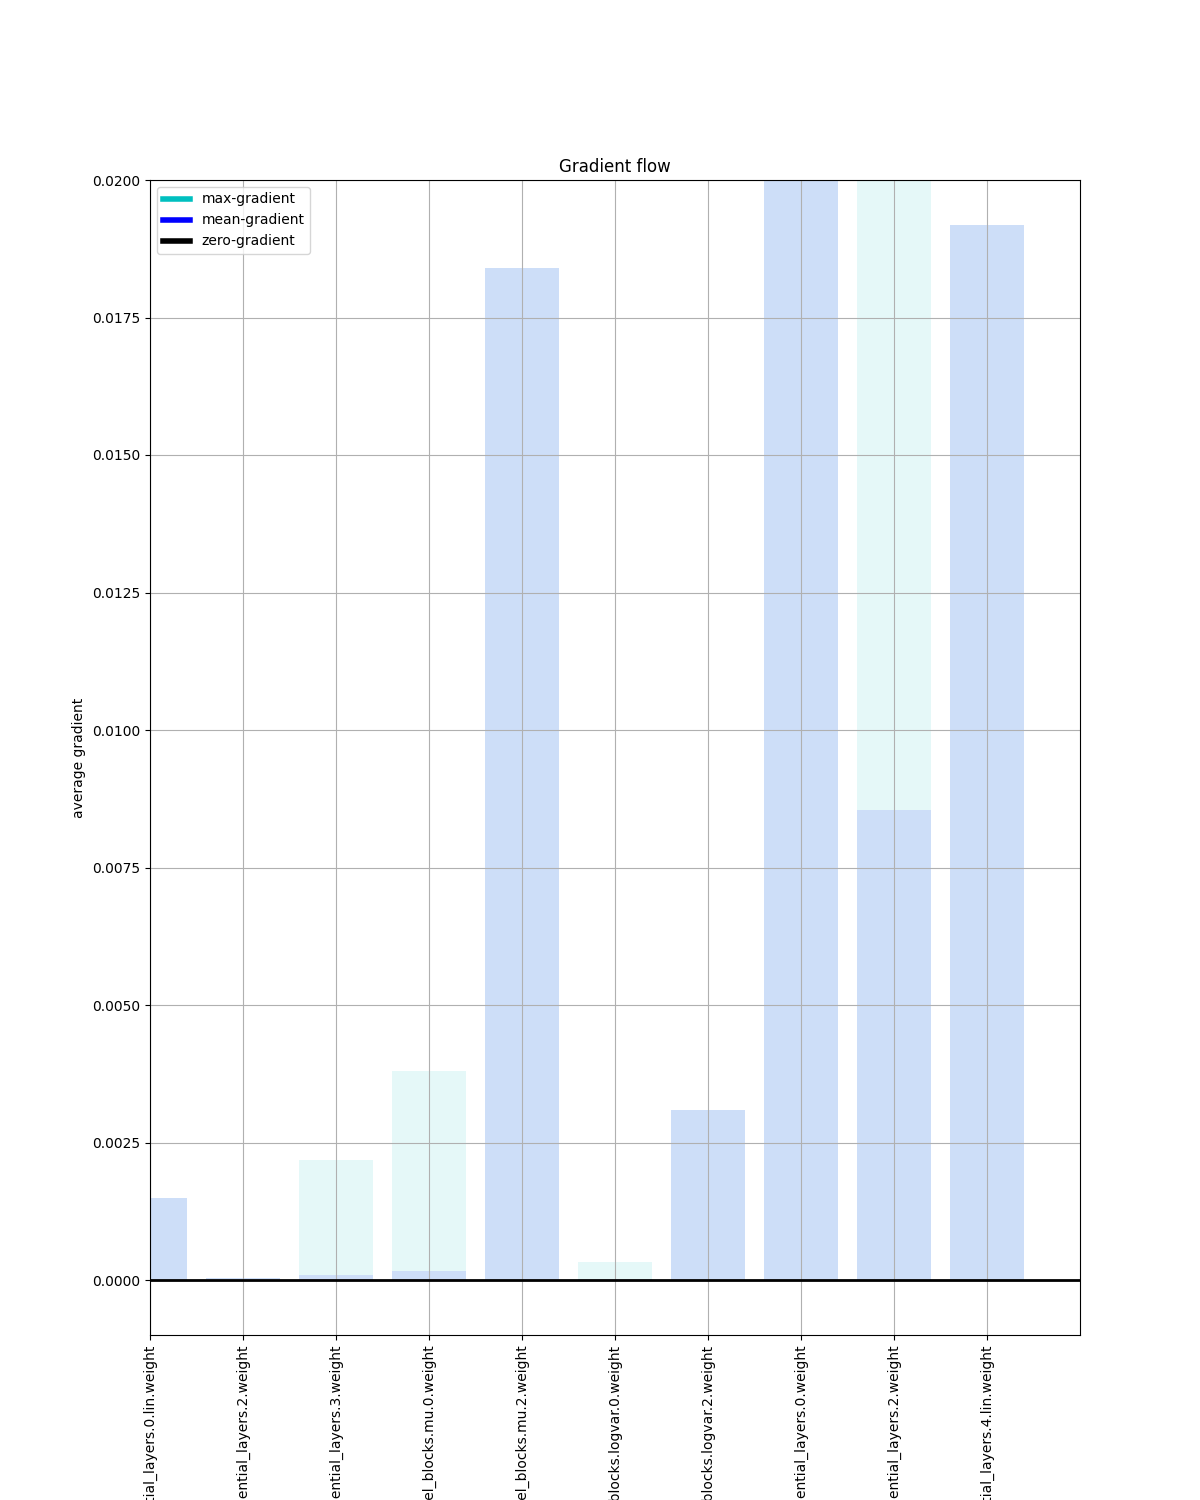 Gradient flow
max-gradient
mean-gradient
zero-gradient
0.0200
0.0175
0.0150
0.0125
0.0100
0.0075
0.0050
0.0025
0.0000
average gradient
tial_layers.0.lin.weight
ential_layers.2.weight
ential_layers.3.weight
el_blocks.mu.0.weight
el_blocks.mu.2.weight
blocks.logvar.0.weight
blocks.logvar.2.weight
ential_layers.0.weight
ential_layers.2.weight
tial_layers.4.lin.weight